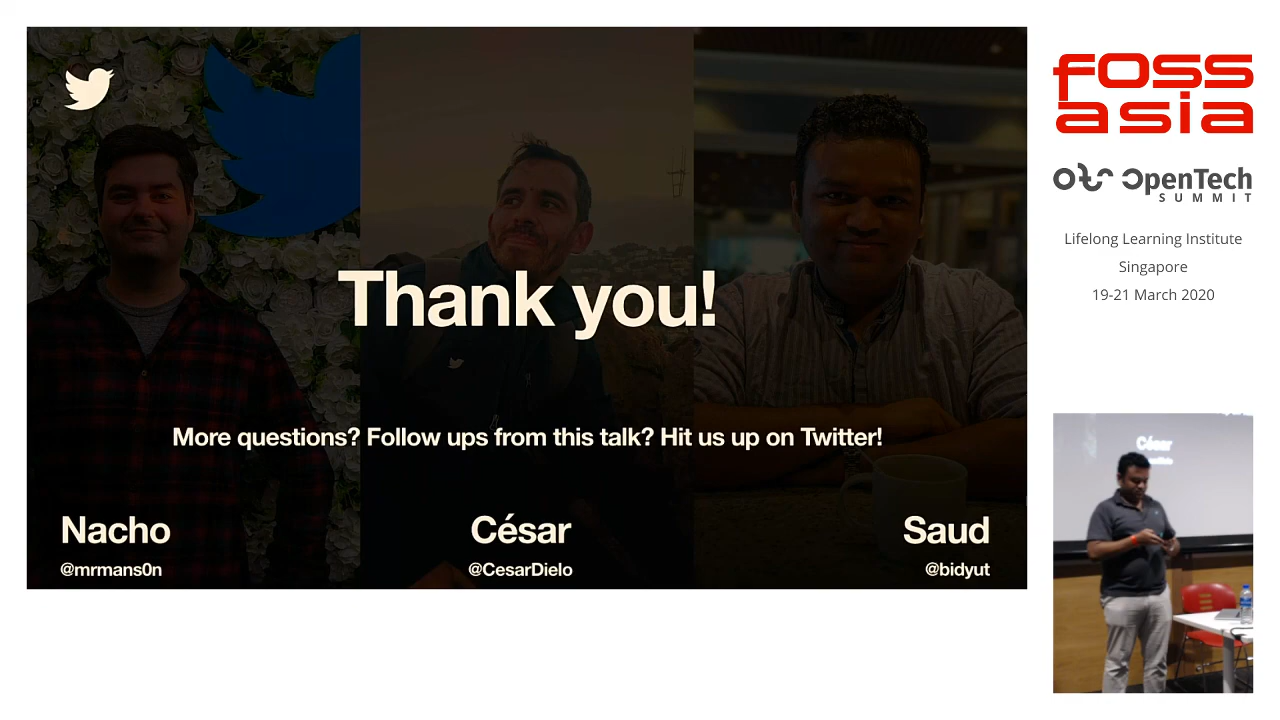 Thank you!
More questions? Follow ups from this talk? Hit us up on Twitter!
Nacho
@mrmans0n
César
@CesarDielo
Saud
@bidyut
foss
asia
OpenTech
SUMMIT
Lifelong Learning Institute
Singapore
19-21 March 2020
César